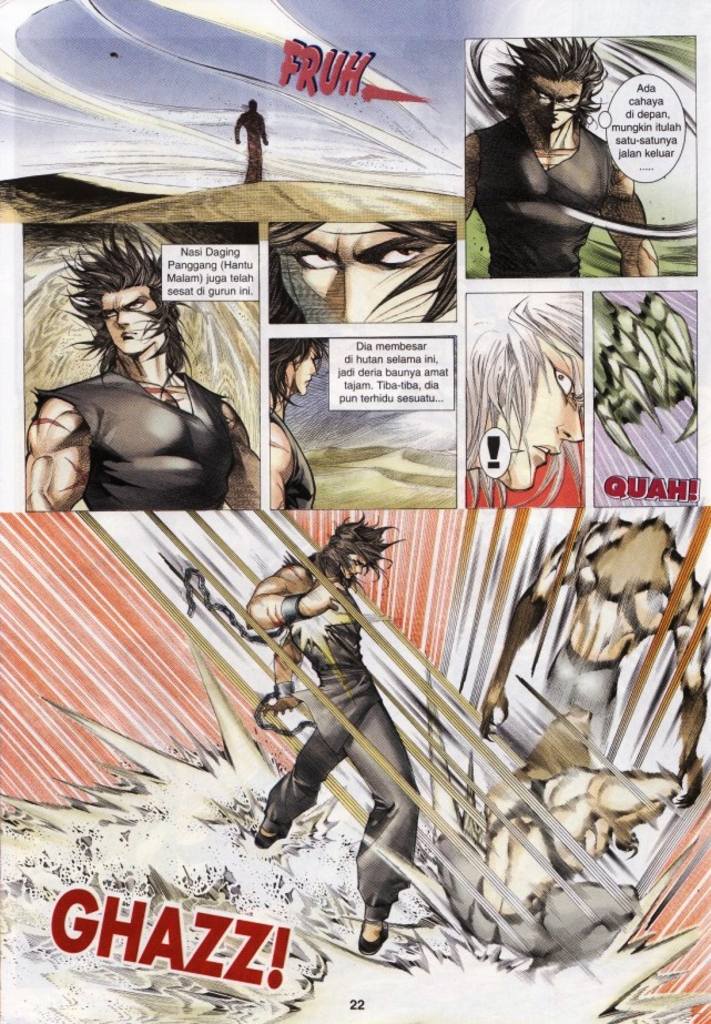 FRUH
Ada
cahaya
di depan,
mungkin itulah
satu-satunya
jalan keluar
.....
Nasi Daging
Panggang (Hantu
Malam) juga telah
sesat di gurun ini.
Dia membesar
di hutan selama ini,
jadi deria baunya amat
tajam. Tiba-tiba, dia
pun terhidu sesuatu...
!
QUAH!
GHAZZ!
22